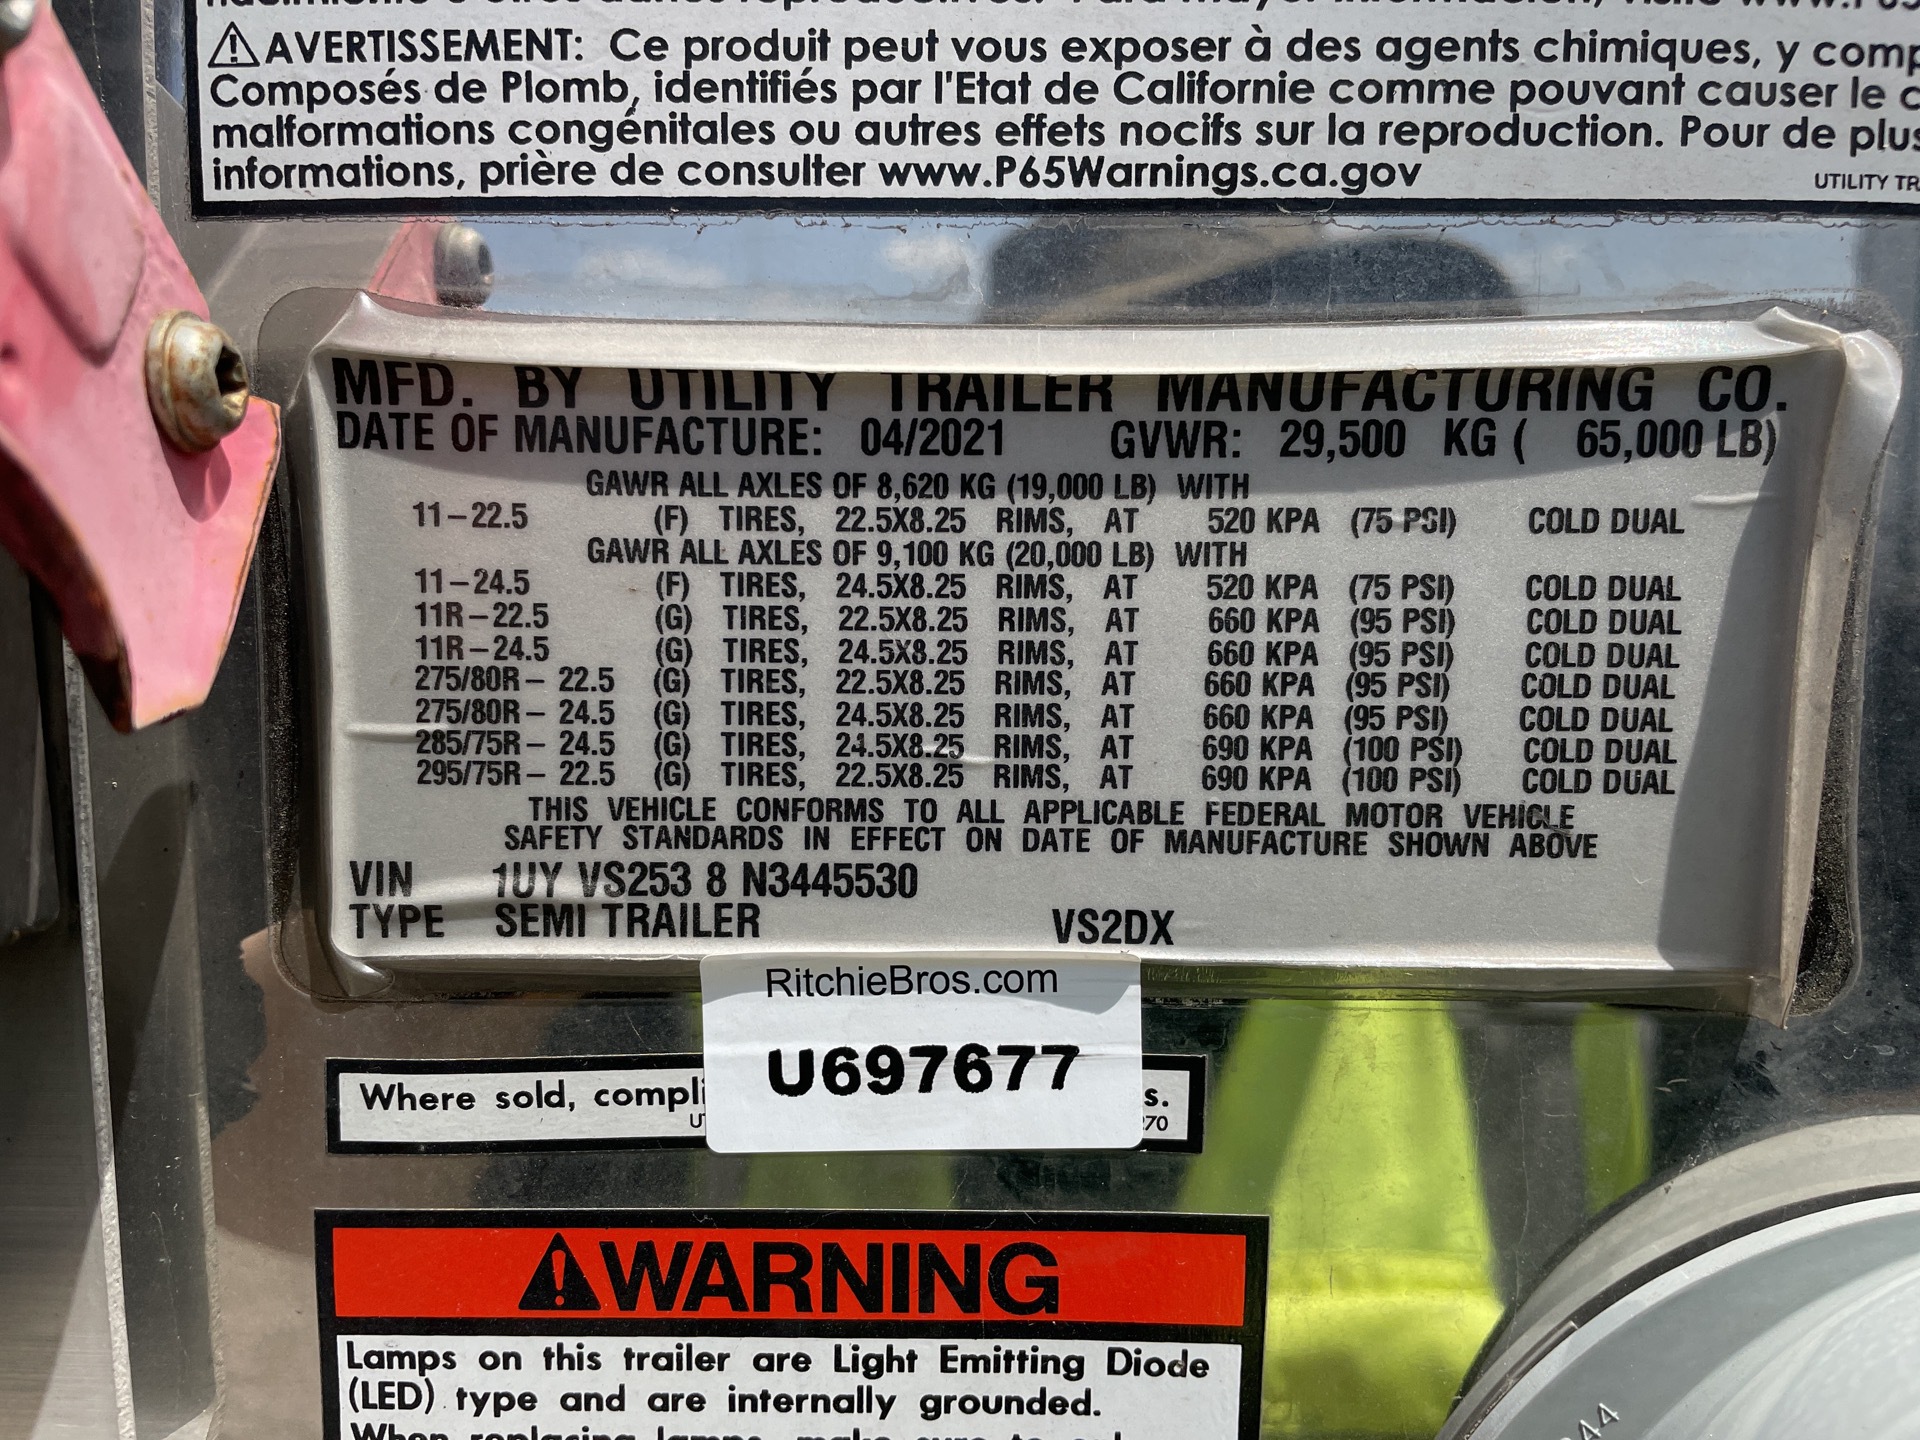 ⚠AVERTISSEMENT: Ce produit peut vous exposer à des agents chimiques, y
Composés de Plomb, identifiés par l'Etat de Californie comme pouvant causer le
malformations congénitales ou autres effets nocifs sur la reproduction. Pour de plus
informations, prière de consulter www.P65Warnings.ca.gov
UTILITY
MFD. BY UTILITY TRAILER MANUFACTURING CO.
DATE OF MANUFACTURE: 04/2021 GVWR: 29,500 KG ( 65,000 LB)
GAWR ALL AXLES OF 8,620 KG (19,000 LB) WITH
11-22.5 (F) TIRES, 22.5X8.25 RIMS, AT 520 KPA (75 PSI) COLD DUAL
GAWR ALL AXLES OF 9,100 KG (20,000 LB) WITH
11-24.5 (F) TIRES, 24.5X8.25 RIMS, AT 520 KPA (75 PSI) COLD DUAL
11R-22.5 (G) TIRES, 22.5X8.25 RIMS, AT 660 KPA (95 PSI) COLD DUAL
11R-24.5 (G) TIRES, 24.5X8.25 RIMS, AT 660 KPA (95 PSI) COLD DUAL
275/80R- 22.5 (G) TIRES, 22.5X8.25 RIMS, AT 660 KPA (95 PSI) COLD DUAL
275/80R- 24.5 (G) TIRES, 24.5X8.25 RIMS, AT 660 KPA (95 PSI) COLD DUAL
285/75R- 24.5 (G) TIRES, 24.5X8.25 RIMS, AT 690 KPA (100 PSI) COLD DUAL
295/75R- 22.5 (G) TIRES, 22.5X8.25 RIMS, AT 690 KPA (100 PSI) COLD DUAL
THIS VEHICLE CONFORMS TO ALL APPLICABLE FEDERAL MOTOR VEHICLE
SAFETY STANDARDS IN EFFECT ON DATE OF MANUFACTURE SHOWN ABOVE
VIN 1UY VS253 8 N3445530
TYPE SEMI TRAILER VS2DX
RitchieBros.com
U697677
Where sold, compli s.
⚠WARNING
Lamps on this trailer are Light Emitting Diode
(LED) type and are internally grounded.